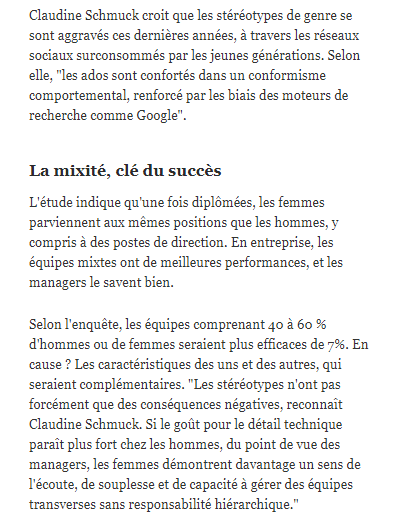 Claudine Schmuck croit que les stéréotypes de genre se
sont aggravés ces dernières années, à travers les réseaux
sociaux surconsommés par les jeunes générations. Selon
elle, "les ados sont confortés dans un conformisme
comportemental, renforcé par les biais des moteurs de
recherche comme Google".
La mixité, clé du succès
L'étude indique qu'une fois diplômées, les femmes
parviennent aux mêmes positions que les hommes, y
compris à des postes de direction. En entreprise, les
équipes mixtes ont de meilleures performances, et les
managers le savent bien.
Selon l'enquête, les équipes comprenant 40 à 60 %
d'hommes ou de femmes seraient plus efficaces de 7%. En
cause ? Les caractéristiques des uns et des autres, qui
seraient complémentaires. "Les stéréotypes n'ont pas
forcément que des conséquences négatives, reconnaît
Claudine Schmuck. Si le goût pour le détail technique
paraît plus fort chez les hommes, du point de vue des
managers, les femmes démontrent davantage un sens de
l'écoute, de souplesse et de capacité à gérer des équipes
transverses sans responsabilité hiérarchique."